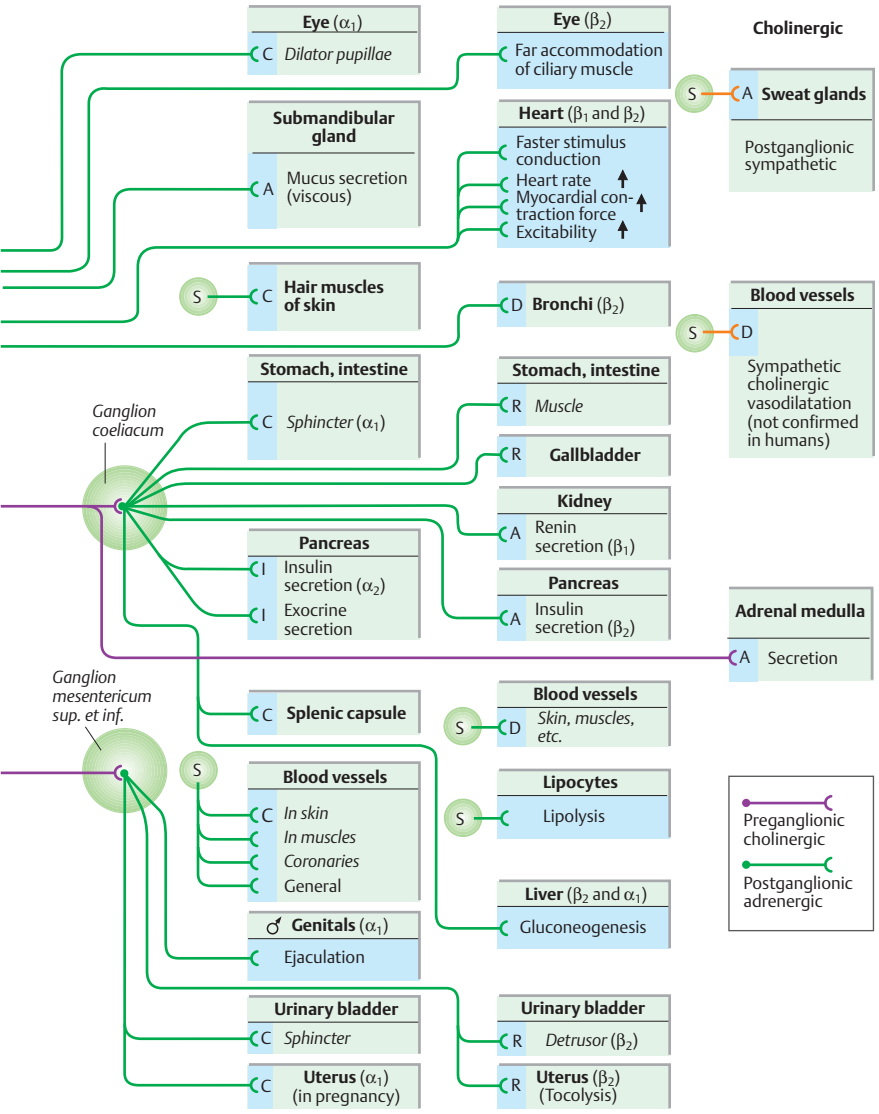 Eye (α1)
C Dilator pupillae
Submandibular
gland
A Mucus secretion
(viscous)
S C Hair muscles
of skin
Stomach, intestine
C Sphincter (α1)
Ganglion
coeliacum
Pancreas
I Insulin
secretion (α2)
I Exocrine
secretion
Ganglion
mesentericum
sup. et inf.
C Splenic capsule
S
Blood vessels
C In skin
In muscles
Coronaries
General
♂ Genitals (α1)
Ejaculation
Urinary bladder
C Sphincter
C Uterus (α1)
(in pregnancy)
Eye (β2)
Far accommodation
of ciliary muscle
Heart (β1 and β2)
Faster stimulus
conduction
Heart rate
Myocardial con-
traction force
Excitability
D Bronchi (β2)
Stomach, intestine
R Muscle
R Gallbladder
Kidney
A Renin
secretion (β1)
Pancreas
A Insulin
secretion (β2)
Blood vessels
S D Skin, muscles,
etc.
Lipocytes
S Lipolysis
Liver (β2 and α1)
Gluconeogenesis
Urinary bladder
R Detrusor (β2)
R Uterus (β2)
(Tocolysis)
Cholinergic
S A Sweat glands
Postganglionic
sympathetic
Blood vessels
S D
Sympathetic
cholinergic
vasodilatation
(not confirmed
in humans)
Adrenal medulla
A Secretion
Preganglionic
cholinergic
Postganglionic
adrenergic